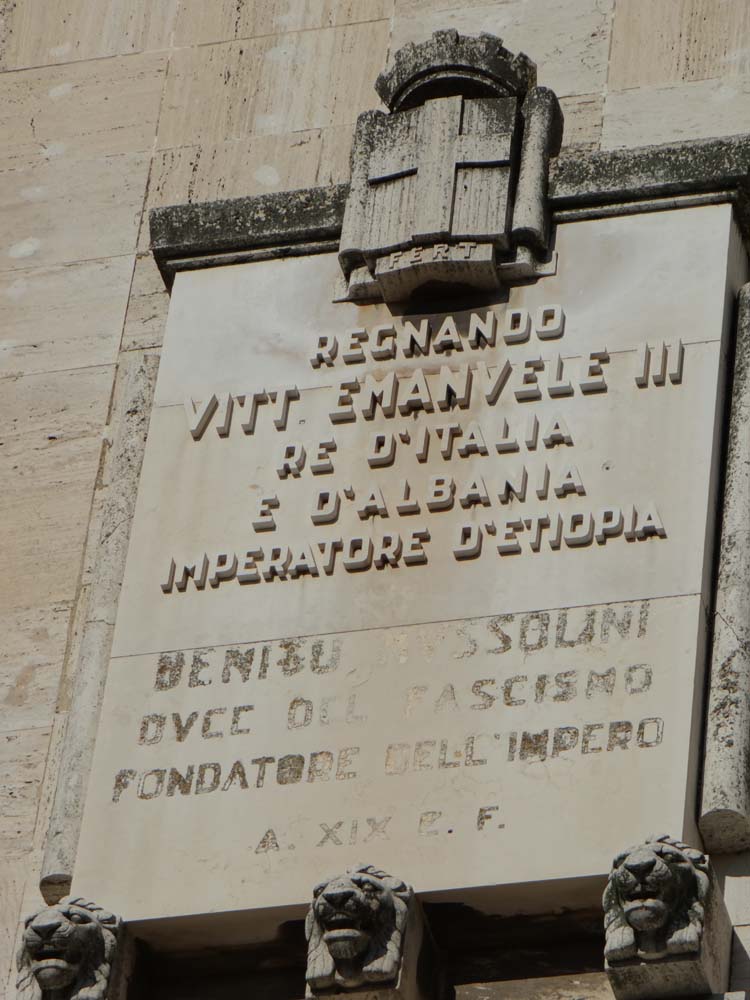 FERT
REGNANDO
VITT. EMANVELE III
RE D'ITALIA
E D'ALBANIA
IMPERATORE D'ETIOPIA
BENITO MVSSOLINI
DVCE DEL FASCISMO
FONDATORE DELL'IMPERO
A. XIX E. F.